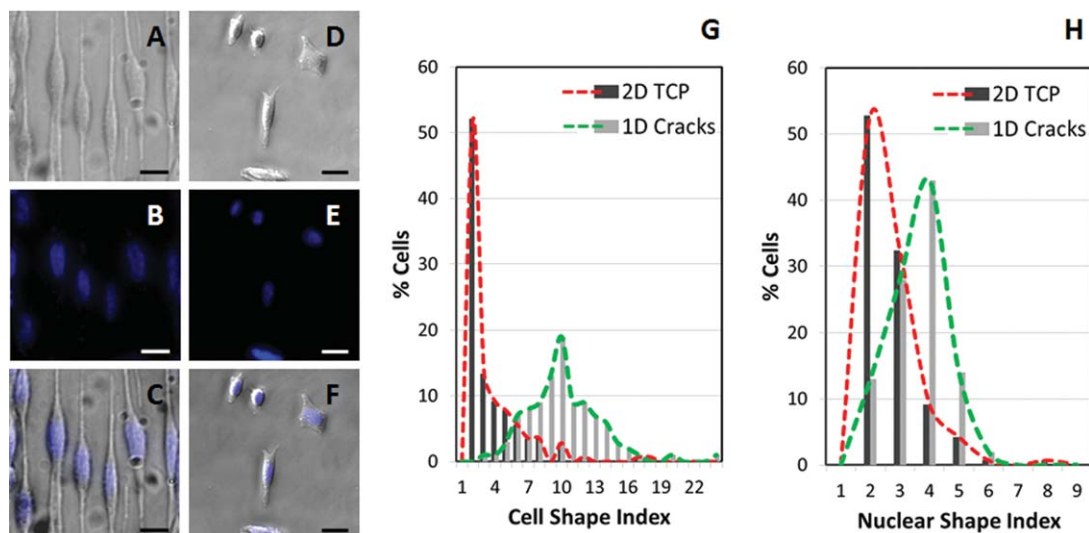 A
D
B
E
C
F
G
60
50
40
30
20
10
0
% Cells
2D TCP
1D Cracks
1 4 7 10 13 16 19 22
Cell Shape Index
H
60
50
40
30
20
10
0
% Cells
2D TCP
1D Cracks
1 2 3 4 5 6 7 8 9
Nuclear Shape Index